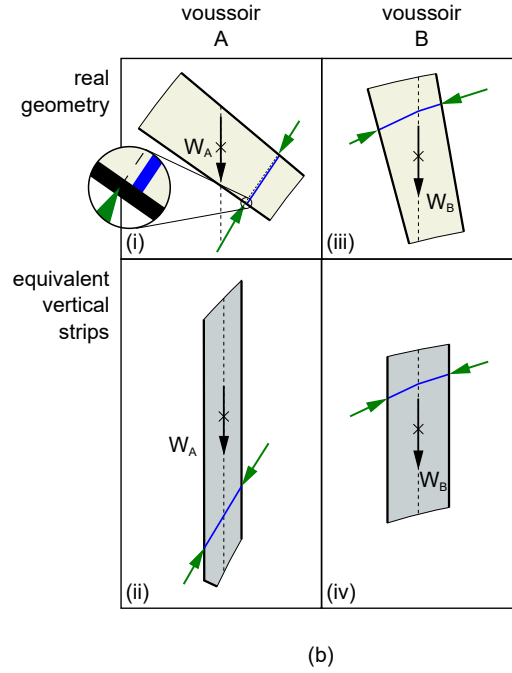 voussoir
A
voussoir
B
real
geometry
W_A
(i)
W_B
(iii)
equivalent
vertical
strips
W_A
(ii)
W_B
(iv)
(b)